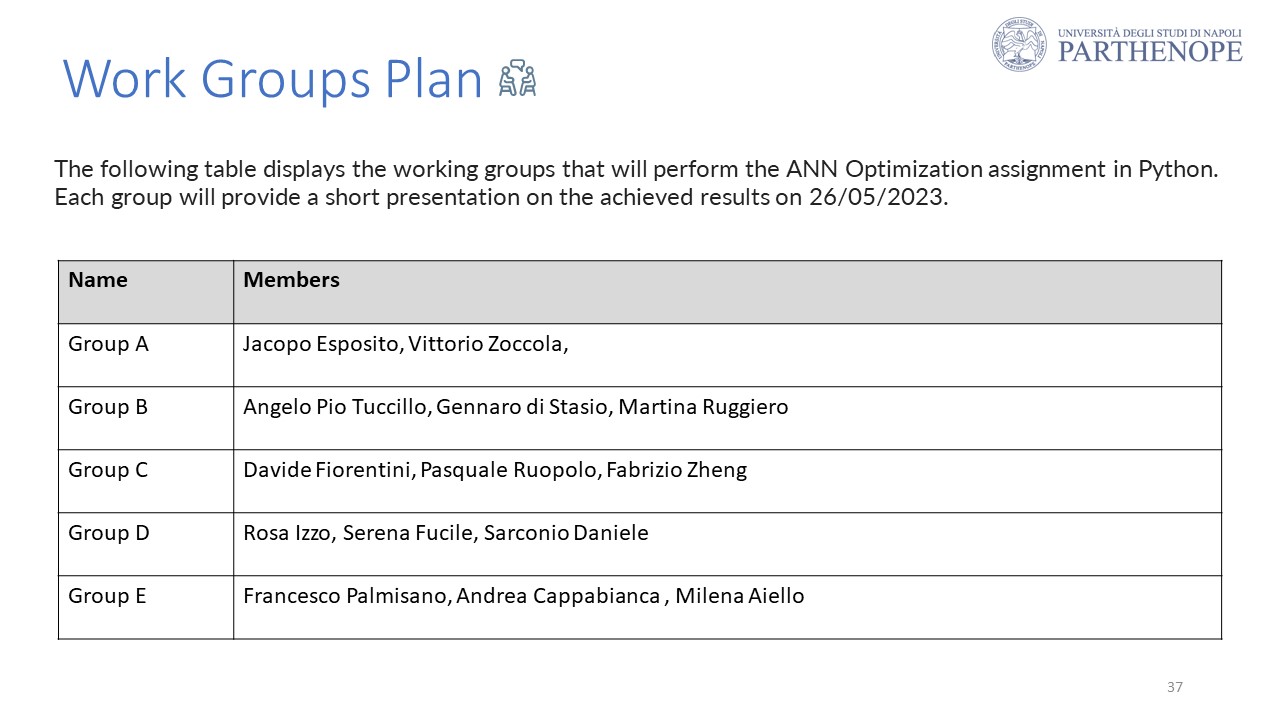 UNIVERSITÀ DEGLI STUDI DI NAPOLI
PARTHENOPE
Work Groups Plan
The following table displays the working groups that will perform the ANN Optimization assignment in Python.
Each group will provide a short presentation on the achieved results on 26/05/2023.
Name Members
Group A Jacopo Esposito, Vittorio Zoccola,
Group B Angelo Pio Tuccillo, Gennaro di Stasio, Martina Ruggiero
Group C Davide Fiorentini, Pasquale Ruopolo, Fabrizio Zheng
Group D Rosa Izzo, Serena Fucile, Sarconio Daniele
Group E Francesco Palmisano, Andrea Cappabianca , Milena Aiello
37